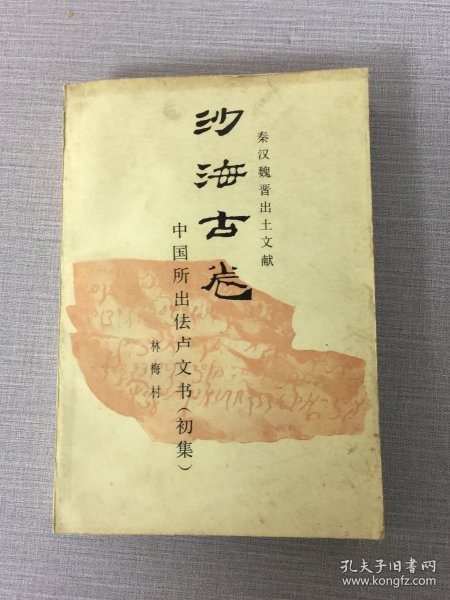 秦汉魏晋出土文献
沙海古卷
中国所出佉卢文书(初集)
林梅村
孔夫子旧书网
www.kongfz.com